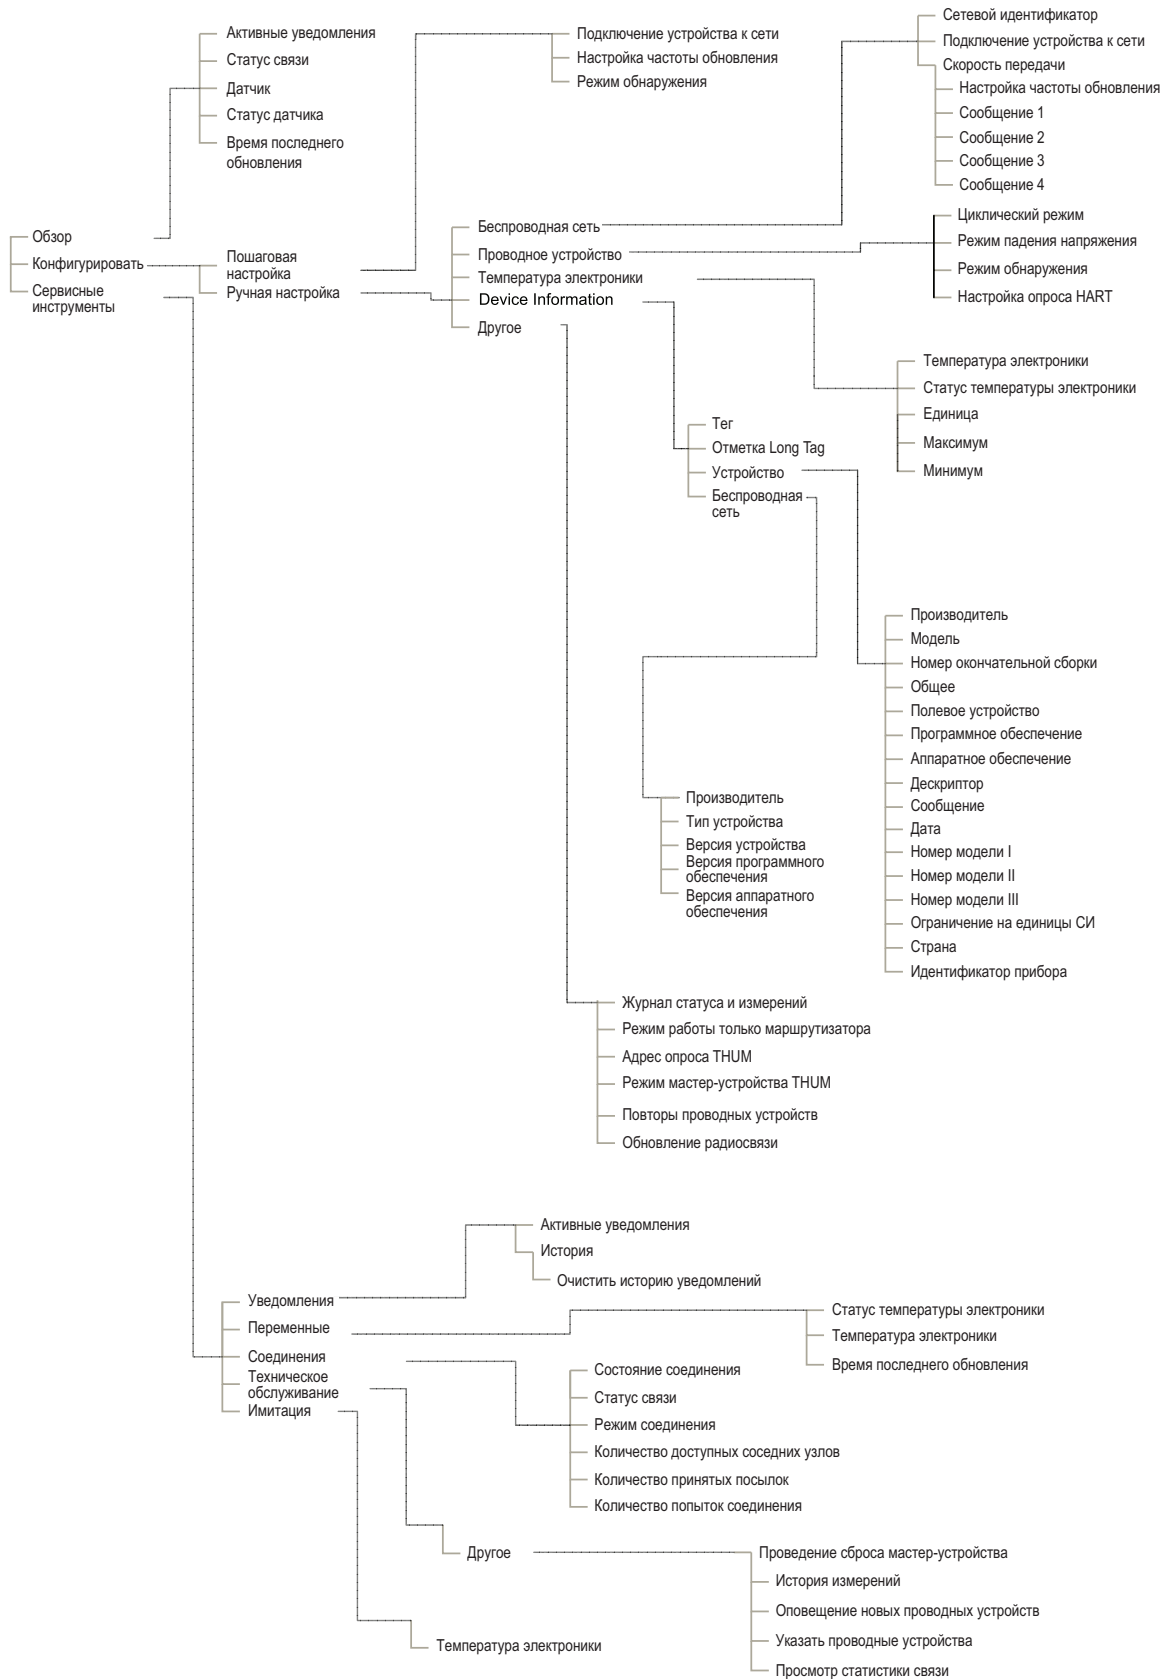 Обзор
Конфигурировать
Сервисные
инструменты
Активные уведомления
Статус связи
Датчик
Статус датчика
Время последнего
обновления
Пошаговая
настройка
Ручная настройка
Подключение устройства к сети
Настройка частоты обновления
Режим обнаружения
Беспроводная сеть
Проводное устройство
Температура электроники
Device Information
Другое
Сетевой идентификатор
Подключение устройства к сети
Скорость передачи
Настройка частоты обновления
Сообщение 1
Сообщение 2
Сообщение 3
Сообщение 4
Циклический режим
Режим падения напряжения
Режим обнаружения
Настройка опроса HART
Температура электроники
Статус температуры электроники
Единица
Максимум
Минимум
Тег
Отметка Long Tag
Устройство
Беспроводная
сеть
Производитель
Модель
Номер окончательной сборки
Общее
Полевое устройство
Программное обеспечение
Аппаратное обеспечение
Дескриптор
Сообщение
Дата
Номер модели I
Номер модели II
Номер модели III
Ограничение на единицы СИ
Страна
Идентификатор прибора
Производитель
Тип устройства
Версия устройства
Версия программного
обеспечения
Версия аппаратного
обеспечения
Журнал статуса и измерений
Режим работы только маршрутизатора
Адрес опроса THUM
Режим мастер-устройства THUM
Повторы проводных устройств
Обновление радиосвязи
Уведомления
Переменные
Соединения
Техническое
обслуживание
Имитация
Активные уведомления
История
Очистить историю уведомлений
Статус температуры электроники
Температура электроники
Время последнего обновления
Состояние соединения
Статус связи
Режим соединения
Количество доступных соседних узлов
Количество принятых посылок
Количество попыток соединения
Другое
Проведение сброса мастер-устройства
История измерений
Оповещение новых проводных устройств
Указать проводные устройства
Просмотр статистики связи
Температура электроники